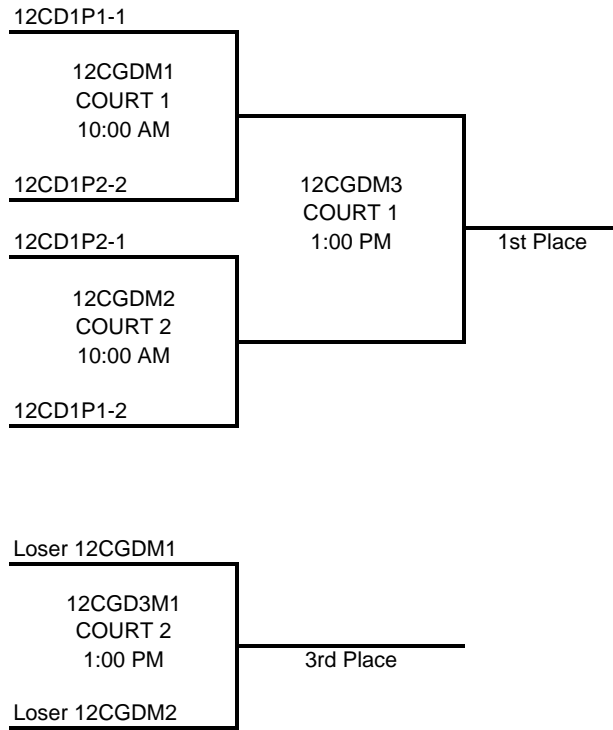 12CD1P1-1
12CGDM1
COURT 1
10:00 AM
12CD1P2-2
12CGDM3
COURT 1
1:00 PM
1st Place
12CD1P2-1
12CGDM2
COURT 2
10:00 AM
12CD1P1-2
Loser 12CGDM1
12CGD3M1
COURT 2
1:00 PM
3rd Place
Loser 12CGDM2